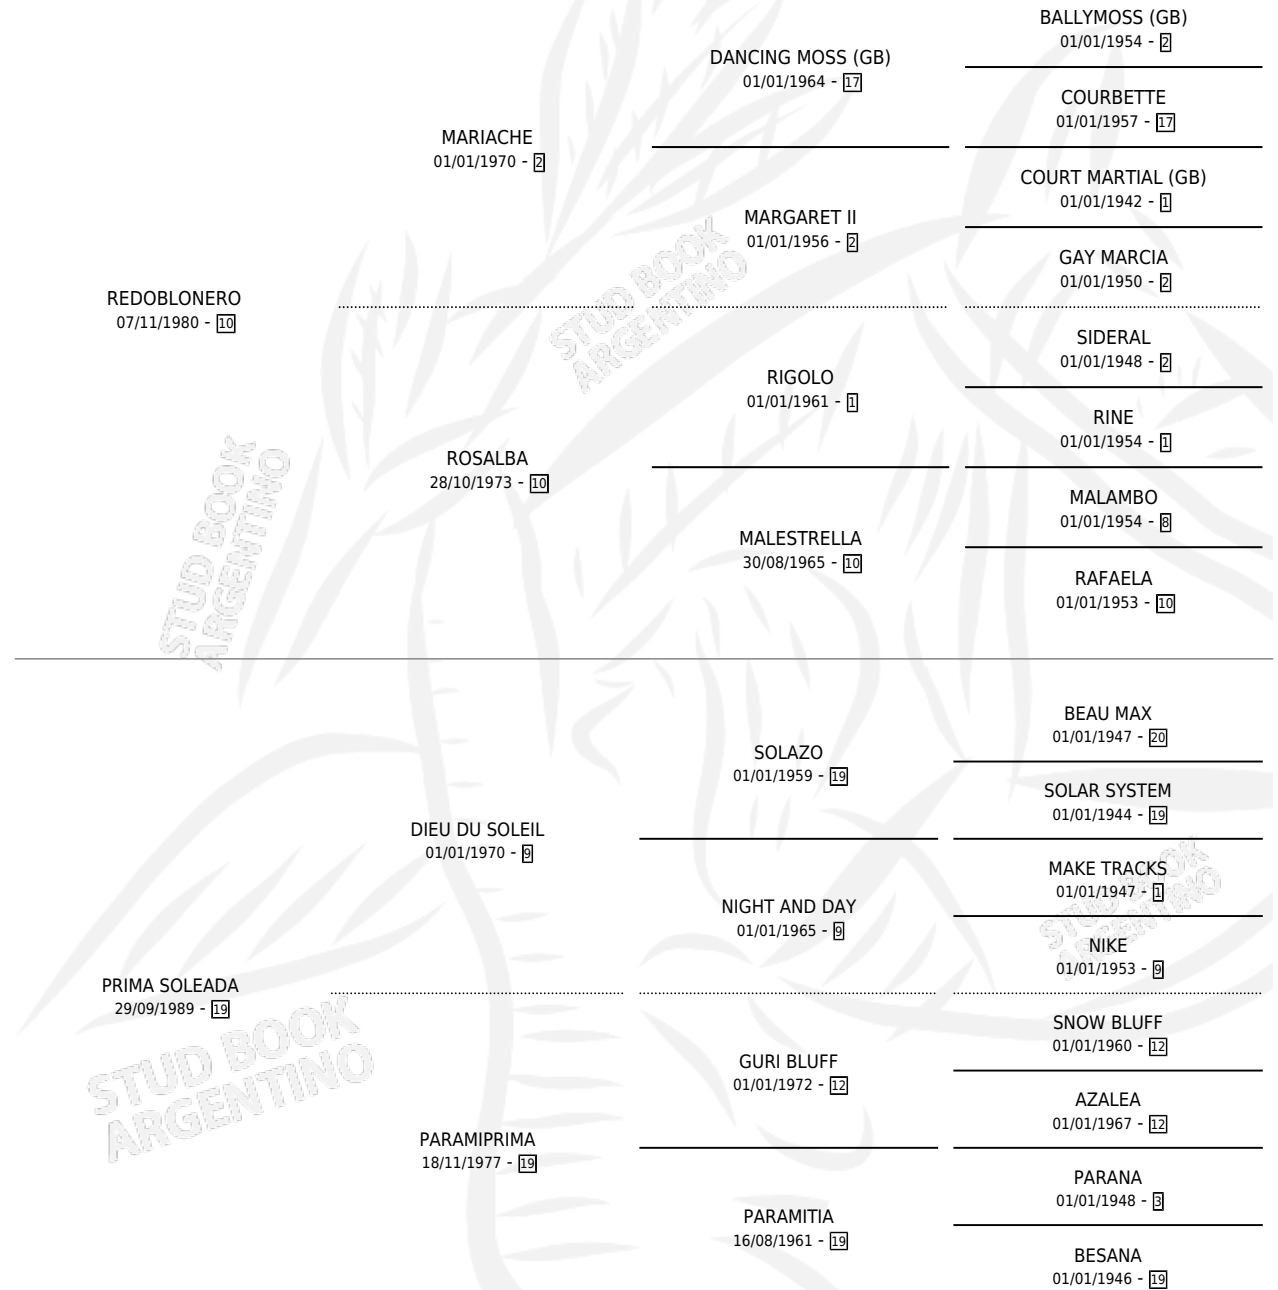 BALLYMOSS (GB)
01/01/1954 - 2
DANCING MOSS (GB)
01/01/1964 - 17
COURBETTE
01/01/1957 - 17
MARIACHE
01/01/1970 - 2
COURT MARTIAL (GB)
01/01/1942 - 1
MARGARET II
01/01/1956 - 2
GAY MARCIA
01/01/1950 - 2
REDOBLONERO
07/11/1980 - 10
SIDERAL
01/01/1948 - 2
RIGOLO
01/01/1961 - 1
RINE
01/01/1954 - 1
ROSALBA
28/10/1973 - 10
MALAMBO
01/01/1954 - 8
MALESTRELLA
30/08/1965 - 10
RAFAELA
01/01/1953 - 10
BEAU MAX
01/01/1947 - 20
SOLAZO
01/01/1959 - 19
SOLAR SYSTEM
01/01/1944 - 19
DIEU DU SOLEIL
01/01/1970 - 9
MAKE TRACKS
01/01/1947 - 1
NIGHT AND DAY
01/01/1965 - 9
NIKE
01/01/1953 - 9
PRIMA SOLEADA
29/09/1989 - 19
SNOW BLUFF
01/01/1960 - 12
GURI BLUFF
01/01/1972 - 12
AZALEA
01/01/1967 - 12
PARAMIPRIMA
18/11/1977 - 19
PARANA
01/01/1948 - 3
PARAMITIA
16/08/1961 - 19
BESANA
01/01/1946 - 19
STUD BOOK
ARGENTINO
STUD BOOK
ARGENTINO
STUD BOOK
ARGENTINO
STUD BOOK
ARGENTINO